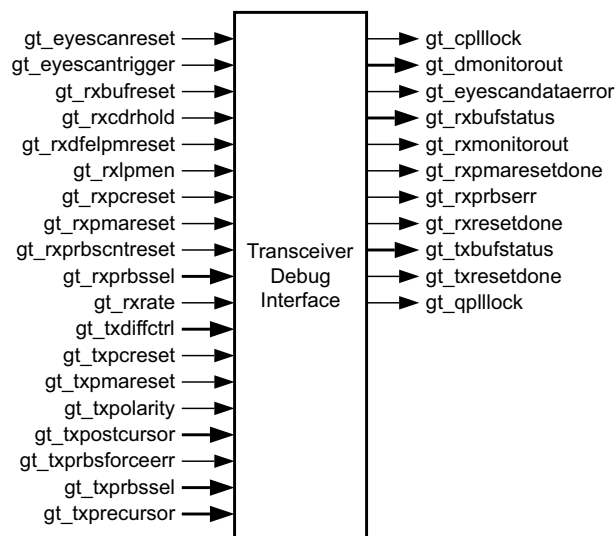 gt_eyescanreset
gt_eyescantrigger
gt_rxbufreset
gt_rxcdrhold
gt_rxdfelpmreset
gt_rxlpmen
gt_rxpcreset
gt_rxpmareset
gt_rxprbscntreset
gt_rxprbssel
gt_rxrate
gt_txdiffctrl
gt_txpcreset
gt_txpmareset
gt_txpolarity
gt_txpostcursor
gt_txprbsforceerr
gt_txprbssel
gt_txprecursor
Transceiver
Debug
Interface
gt_cplllock
gt_dmonitorout
gt_eyescandataerror
gt_rxbufstatus
gt_rxmonitorout
gt_rxpmaresetdone
gt_rxprbserr
gt_rxresetdone
gt_txbufstatus
gt_txresetdone
gt_qplllock